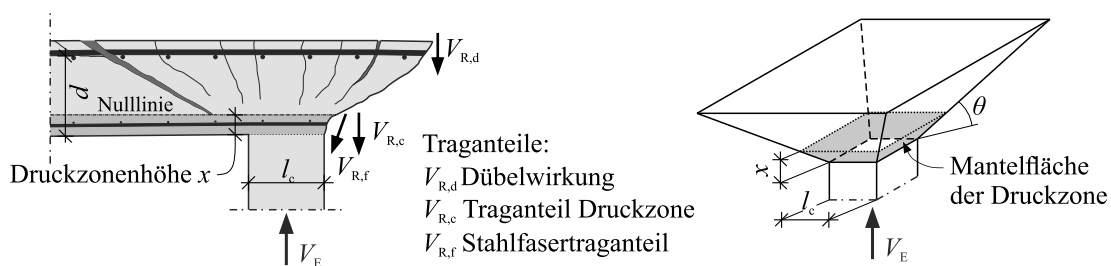 V_R,d
d
Nulllinie
V_R,c
Druckzonenhöhe x
l_c
V_R,f
V_E
Traganteile:
V_R,d Dübelwirkung
V_R,c Traganteil Druckzone
V_R,f Stahlfasertraganteil
θ
x
Mantelfläche
der Druckzone
l_c
V_E